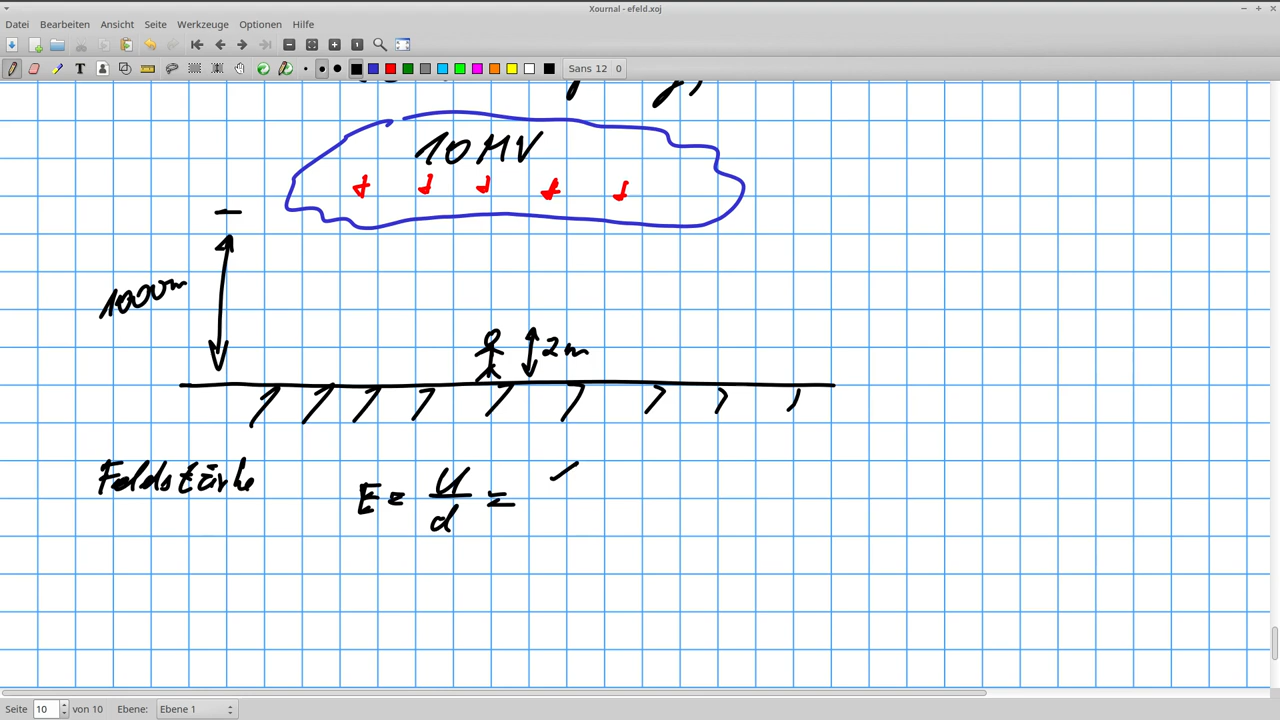 Xournal - efeld.xoj
Datei Bearbeiten Ansicht Seite Werkzeuge Optionen Hilfe
Sans 12 0
10 MV
+ + + + +
1000m
2 m
Feldstärke E = U/d =
Seite 10 von 10 Ebene: Ebene 1